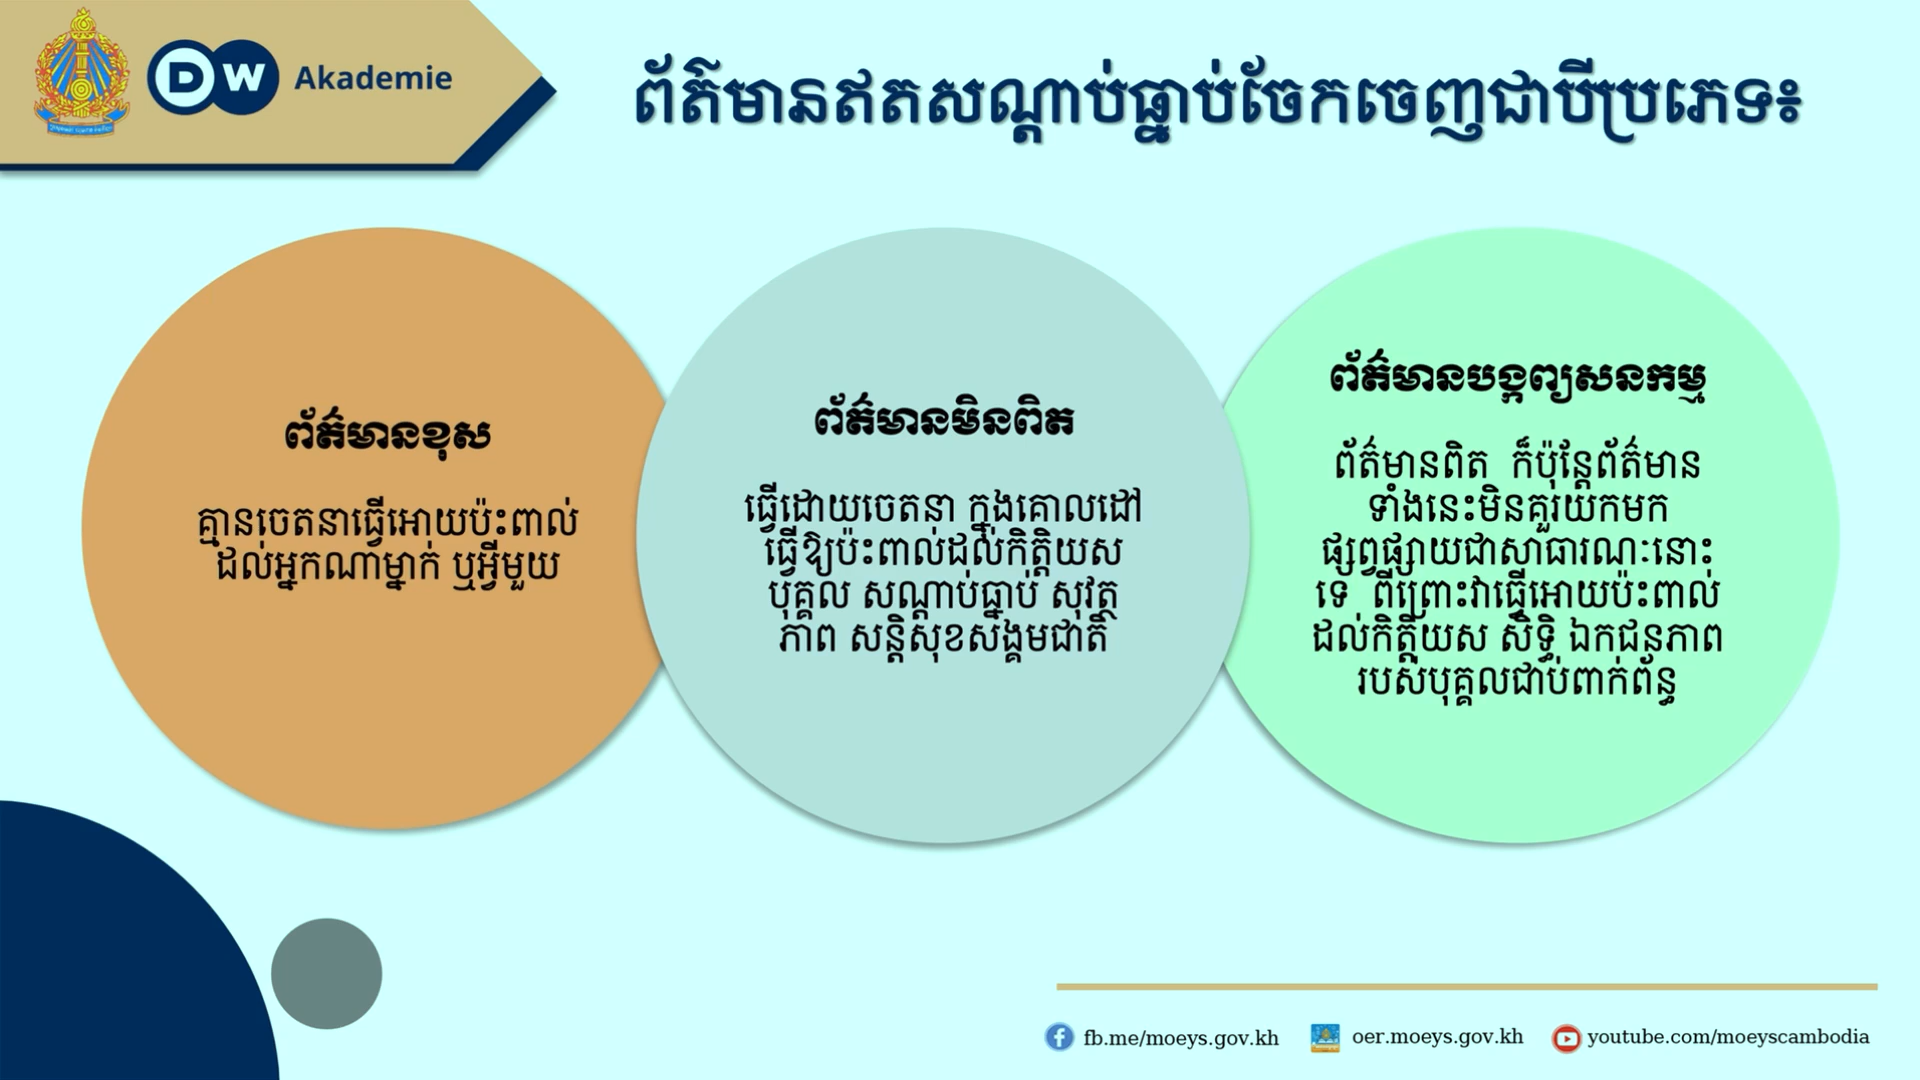 DW Akademie
ព័ត៌មានឥតសណ្តាប់ធ្នាប់ចែកចេញជាបីប្រភេទ៖
ព័ត៌មានខុស
គ្មានចេតនាធ្វើអោយប៉ះពាល់
ដល់អ្នកណាម្នាក់ ឬអ្វីមួយ
ព័ត៌មានមិនពិត
ធ្វើដោយចេតនា ក្នុងគោលដៅ
ធ្វើឱ្យប៉ះពាល់ដល់កិត្តិយស
បុគ្គល សណ្តាប់ធ្នាប់ សុវត្ថ
ភាព សន្តិសុខសង្គមជាតិ
ព័ត៌មានបង្កព្យសនកម្ម
ព័ត៌មានពិត ក៏ប៉ុន្តែព័ត៌មាន
ទាំងនេះមិនគួរយកមក
ផ្សព្វផ្សាយជាសាធារណៈនោះ
ទេ ពីព្រោះវាធ្វើអោយប៉ះពាល់
ដល់កិត្តិយស សិទ្ធិ ឯកជនភាព
របស់បុគ្គលជាប់ពាក់ព័ន្ធ
fb.me/moeys.gov.kh
oer.moeys.gov.kh
youtube.com/moeyscambodia